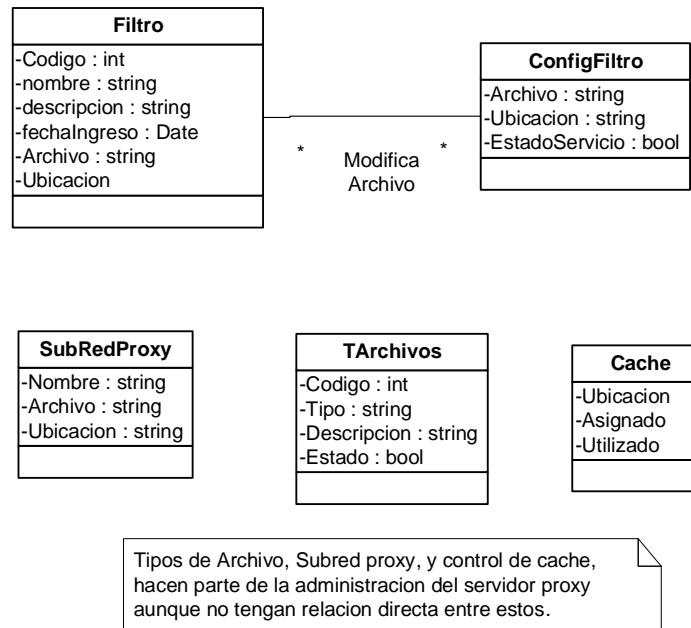 Filtro
-Codigo : int
-nombre : string
-descripcion : string
-fechaIngreso : Date
-Archivo : string
-Ubicacion
ConfigFiltro
-Archivo : string
-Ubicacion : string
-EstadoServicio : bool
*
*
Modifica
Archivo
SubRedProxy
-Nombre : string
-Archivo : string
-Ubicacion : string
TArchivos
-Codigo : int
-Tipo : string
-Descripcion : string
-Estado : bool
Cache
-Ubicacion
-Asignado
-Utilizado
Tipos de Archivo, Subred proxy, y control de cache,
hacen parte de la administracion del servidor proxy
aunque no tengan relacion directa entre estos.